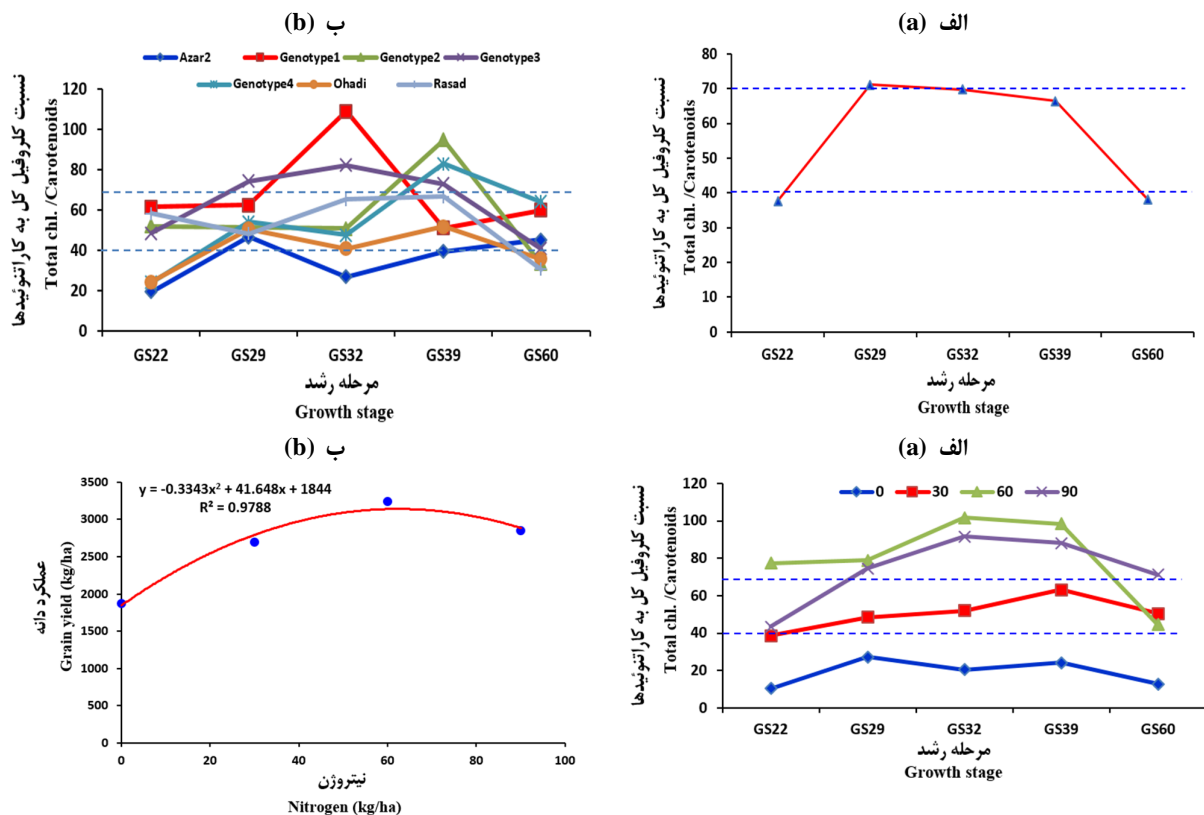 ب (b)
Azar2 Genotype1 Genotype2 Genotype3
Genotype4 Ohadi Rasad
نسبت کلروفیل کل به کاراتنوئیدها
Total chl. /Carotenoids
120
100
80
60
40
20
0
GS22 GS29 GS32 GS39 GS60
مرحله رشد
Growth stage
الف (a)
نسبت کلروفیل کل به کاراتنوئیدها
Total chl. /Carotenoids
80
70
60
50
40
30
20
10
0
GS22 GS29 GS32 GS39 GS60
مرحله رشد
Growth stage
ب (b)
y = -0.3343x² + 41.648x + 1844
R² = 0.9788
عملکرد دانه
Grain yield (kg/ha)
3500
3000
2500
2000
1500
1000
500
0
0 20 40 60 80 100
نیتروژن
Nitrogen (kg/ha)
الف (a)
0 30 60 90
نسبت کلروفیل کل به کاراتنوئیدها
Total chl. /Carotenoids
120
100
80
60
40
20
0
GS22 GS29 GS32 GS39 GS60
مرحله رشد
Growth stage